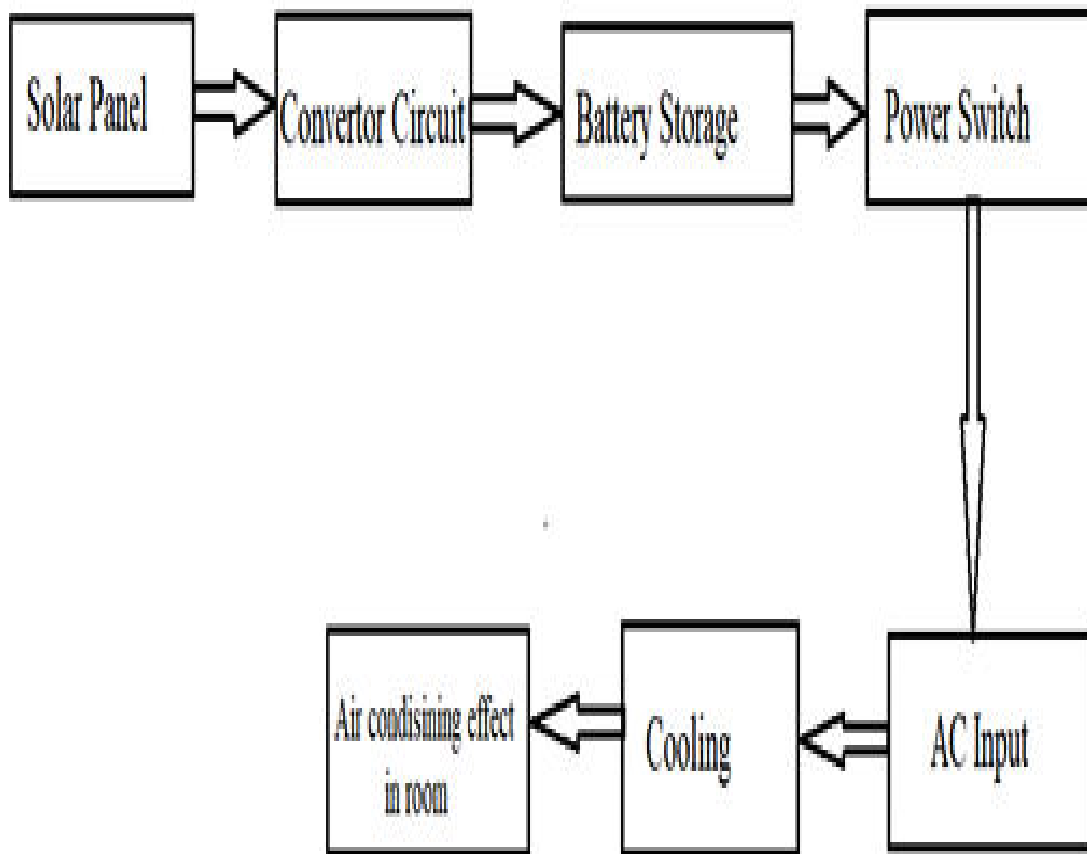 Solar Panel
Convertor Circuit
Battery Storage
Power Switch
AC Input
Cooling
Air condisining effect
in room